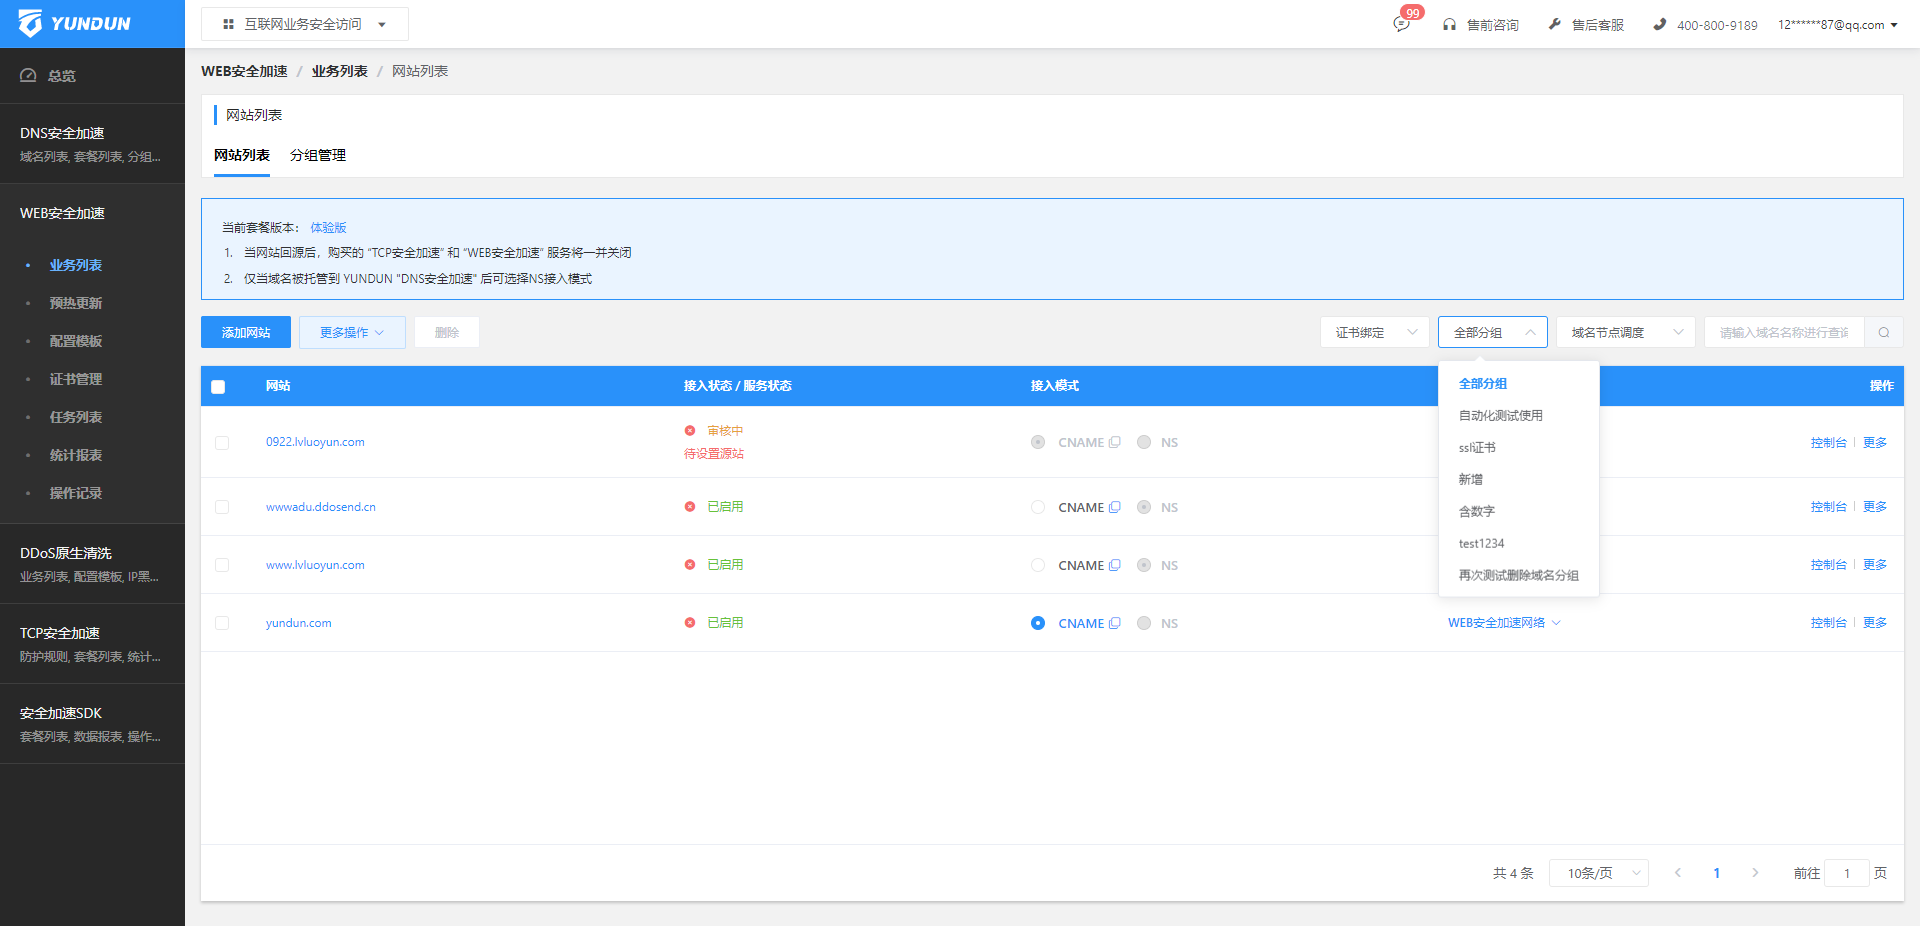 YUNDUN
互联网业务安全访问
99
售前咨询
售后客服
400-800-9189
12******87@qq.com
总览
DNS安全加速
域名列表, 套餐列表, 分组...
WEB安全加速
业务列表
预热更新
配置模板
证书管理
任务列表
统计报表
操作记录
DDoS原生清洗
业务列表, 配置模板, IP黑...
TCP安全加速
防护规则, 套餐列表, 统计...
安全加速SDK
套餐列表, 数据报表, 操作...
WEB安全加速 / 业务列表 / 网站列表
网站列表
网站列表 分组管理
当前套餐版本： 体验版
1. 当网站回源后，购买的 “TCP安全加速” 和 “WEB安全加速” 服务将一并关闭
2. 仅当域名被托管到 YUNDUN "DNS安全加速" 后可选择NS接入模式
添加网站 更多操作 删除 证书绑定 全部分组 域名节点调度 请输入域名名称进行查询
网站 接入状态 / 服务状态 接入模式 操作
0922.lvluoyun.com 审核中 CNAME NS 控制台 更多
待设置源站
wwwadu.ddosend.cn 已启用 CNAME NS 控制台 更多
www.lvluoyun.com 已启用 CNAME NS 控制台 更多
yundun.com 已启用 CNAME NS WEB安全加速网络 控制台 更多
全部分组
自动化测试使用
ssl证书
新增
含数字
test1234
再次测试删除域名分组
共 4 条 10条/页 1 前往 1 页